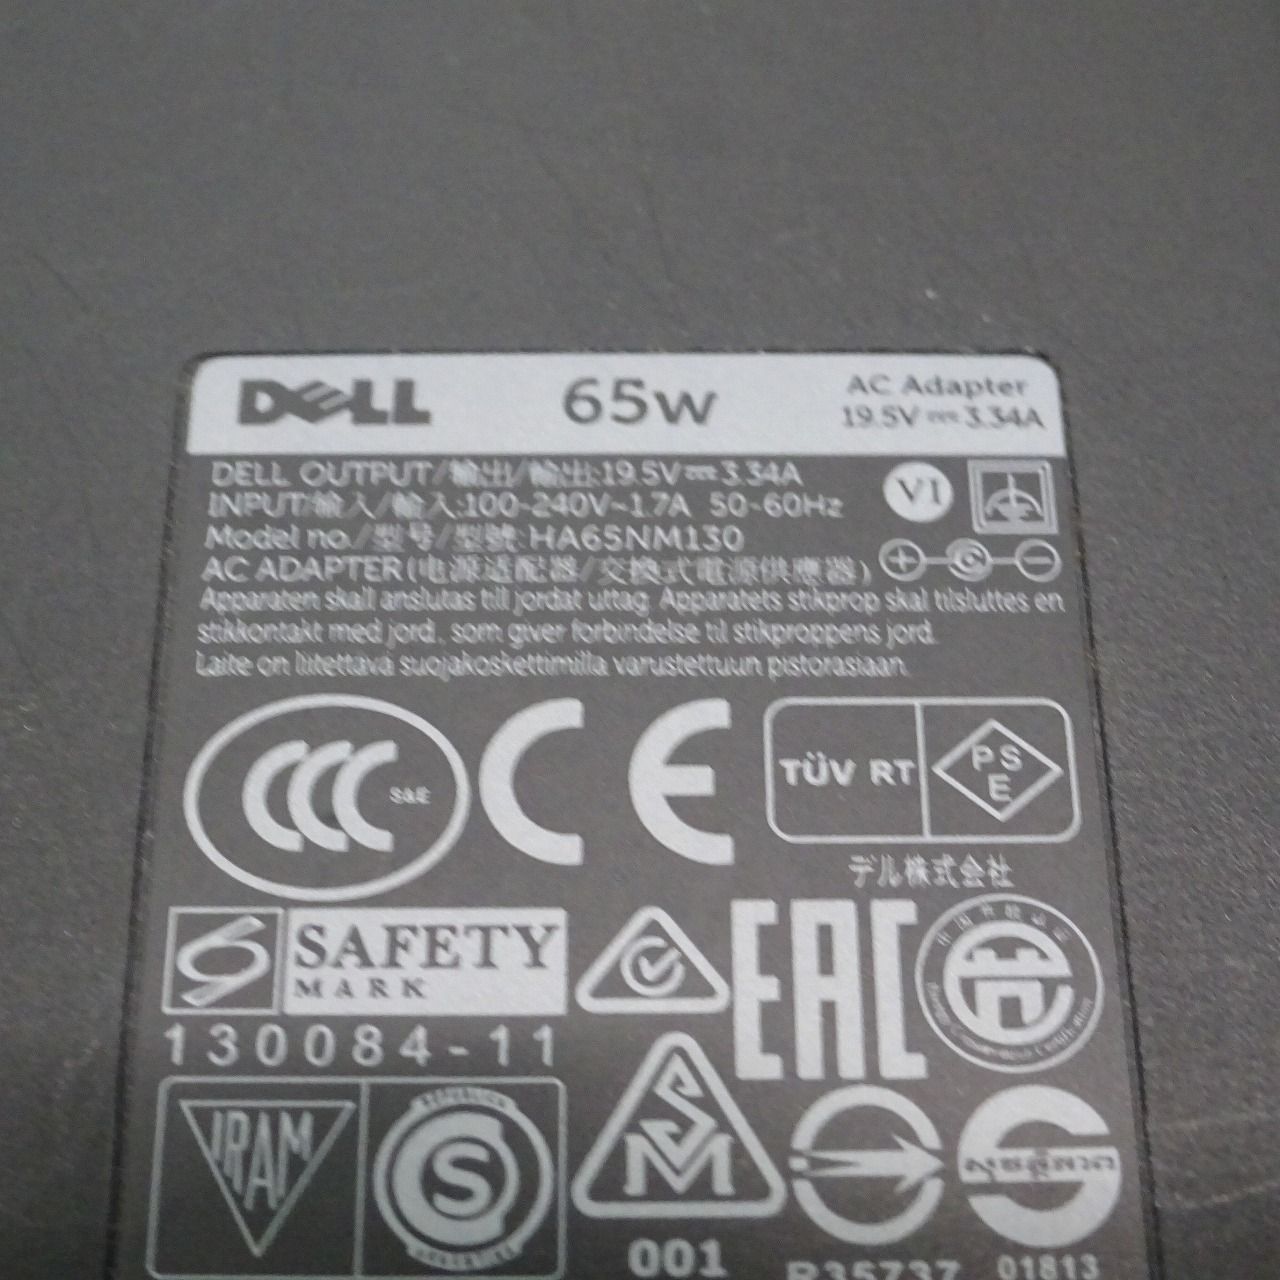 DELL 65W AC Adapter
19.5V⎓3.34A
DELL OUTPUT/输出/輸出:19.5V⎓3.34A
INPUT/输入/輸入:100-240V~1.7A 50-60Hz
VI
Model no./型号/型號: HA65NM130
AC ADAPTER(电源适配器/交換式電源供應器)
Apparaten skall anslutas till jordat uttag. Apparatets stikprop skal tilsluttes en
stikkontakt med jord., som giver forbindelse til stikproppens jord.
Laite on liitettävä suojakoskettimilla varustettuun pistorasiaan.
CCC S&E CE TÜV RT PSE
デル株式会社
SAFETY
MARK
EAC
130084-11
IRAM
REPUBLICA
S
ARGENTINA
001
R35737
01813